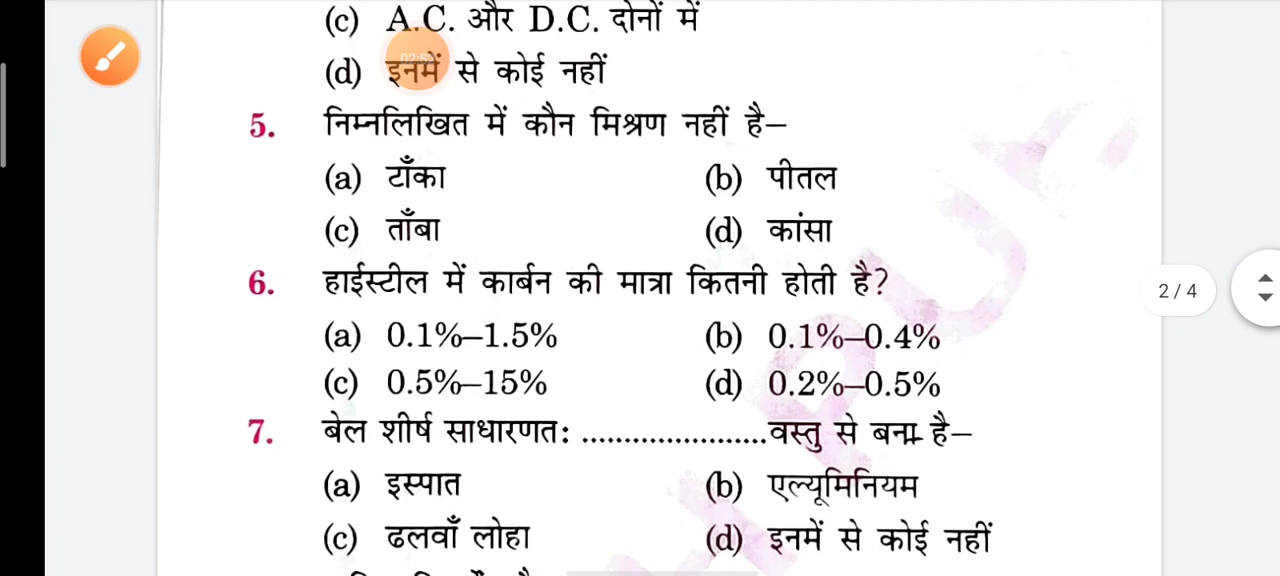 (c) A.C. और D.C. दोनों में
(d) इनमें से कोई नहीं
5. निम्नलिखित में कौन मिश्रण नहीं है–
(a) टाँका (b) पीतल
(c) ताँबा (d) कांसा
6. हाईस्टील में कार्बन की मात्रा कितनी होती है?
2/4
(a) 0.1%–1.5% (b) 0.1%–0.4%
(c) 0.5%–15% (d) 0.2%–0.5%
7. बेल शीर्ष साधारणतः ......................वस्तु से बना है–
(a) इस्पात (b) एल्यूमिनियम
(c) ढलवाँ लोहा (d) इनमें से कोई नहीं